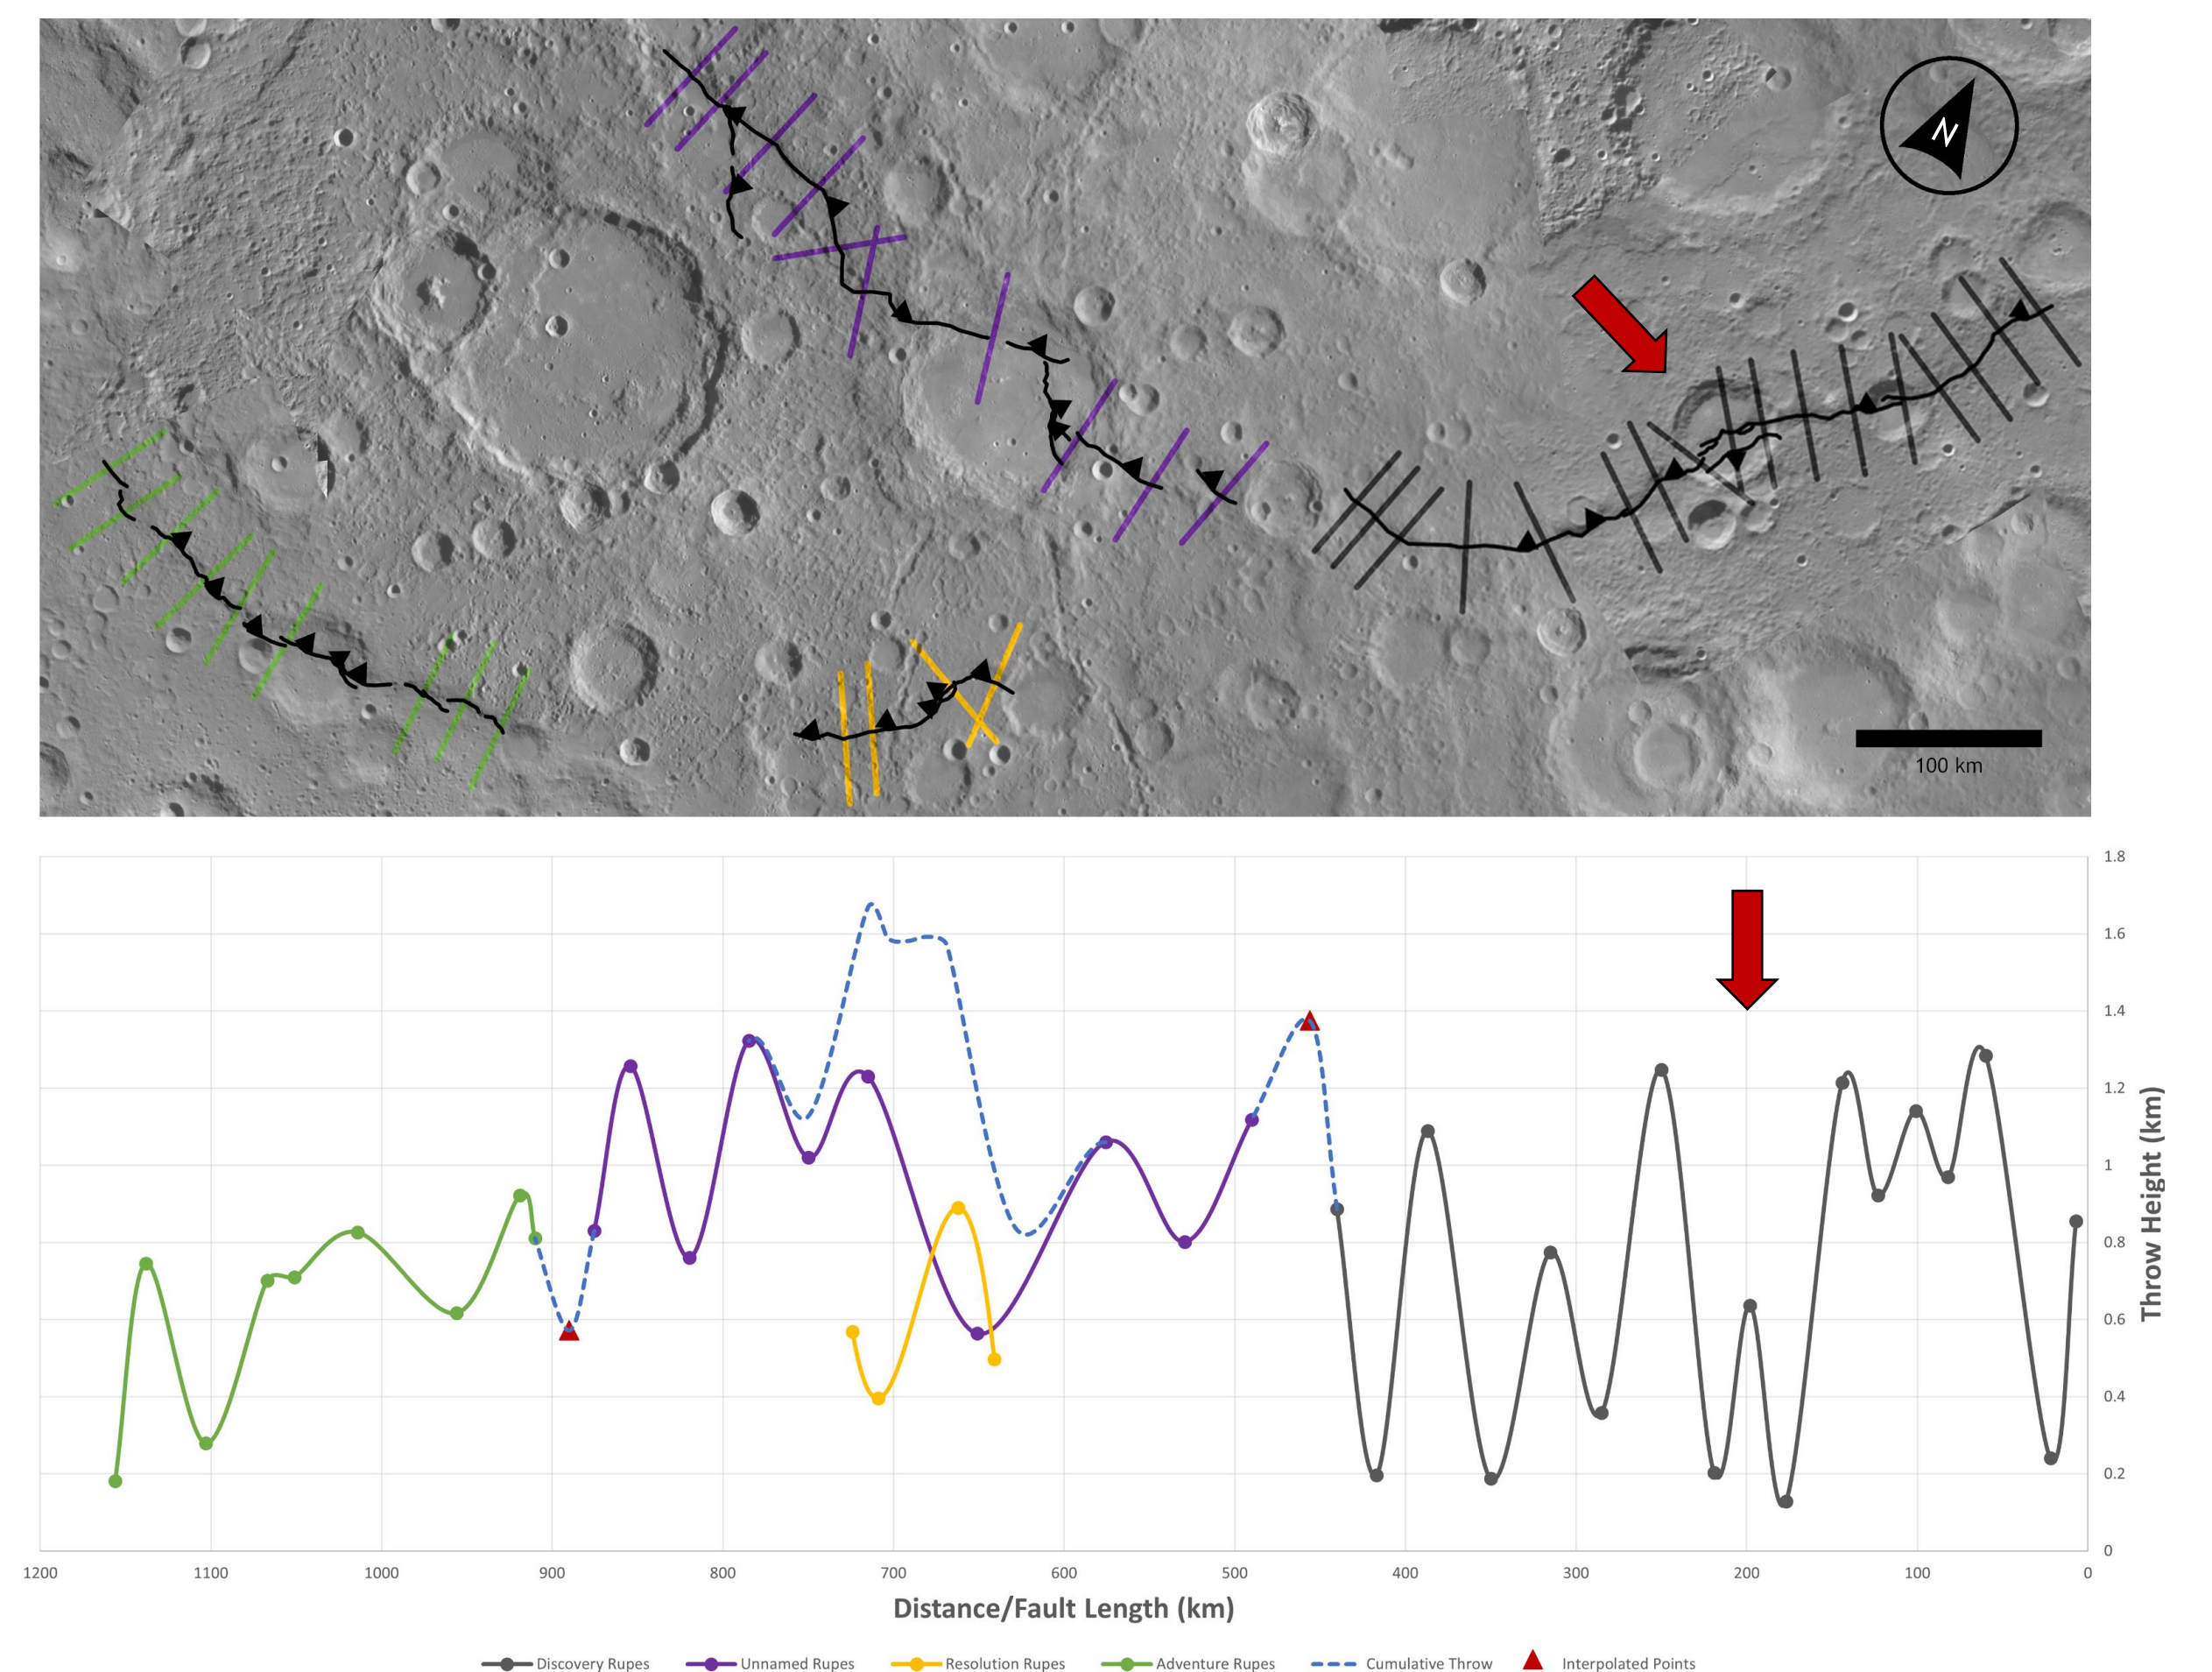 N
100 km
1.8
1.6
1.4
1.2
1
0.8
0.6
0.4
0.2
0
Throw Height (km)
1200 1100 1000 900 800 700 600 500 400 300 200 100 0
Distance/Fault Length (km)
Discovery Rupes Unnamed Rupes Resolution Rupes Adventure Rupes Cumulative Throw Interpolated Points